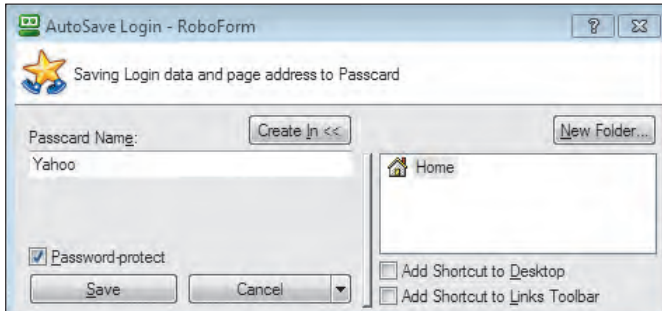 AutoSave Login - RoboForm
Saving Login data and page address to Passcard
Passcard Name:
Create In <<
New Folder...
Yahoo
Home
Password-protect
Add Shortcut to Desktop
Save
Cancel
Add Shortcut to Links Toolbar